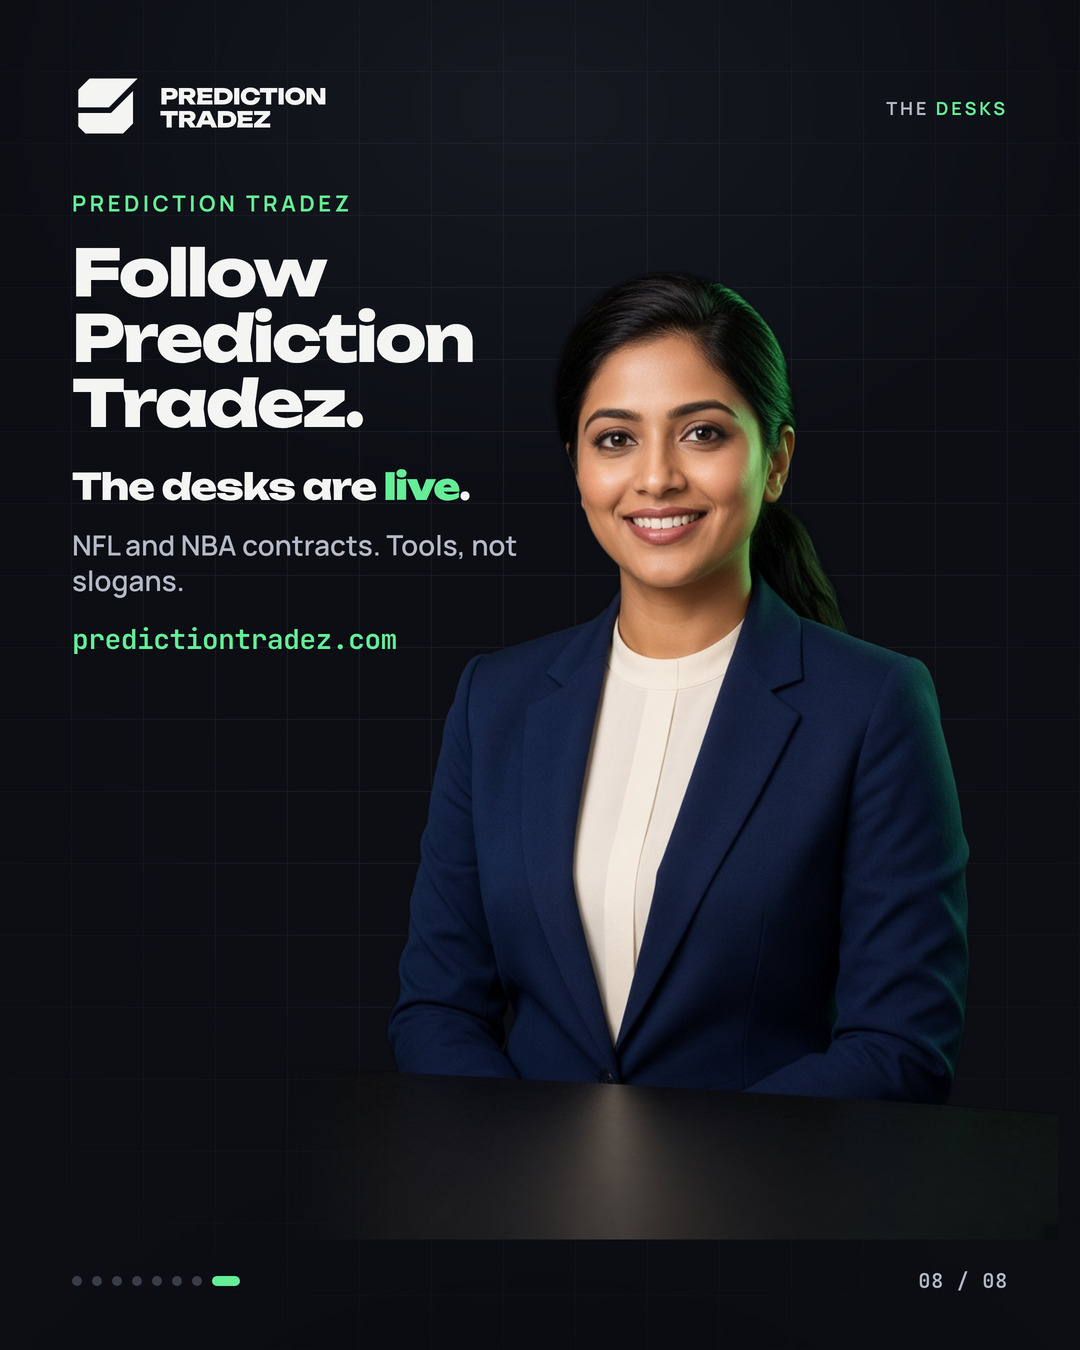 PREDICTION
TRADEZ
THE DESKS
PREDICTION TRADEZ
Follow
Prediction
Tradez.
The desks are live.
NFL and NBA contracts. Tools, not
slogans.
predictiontradez.com
08 / 08